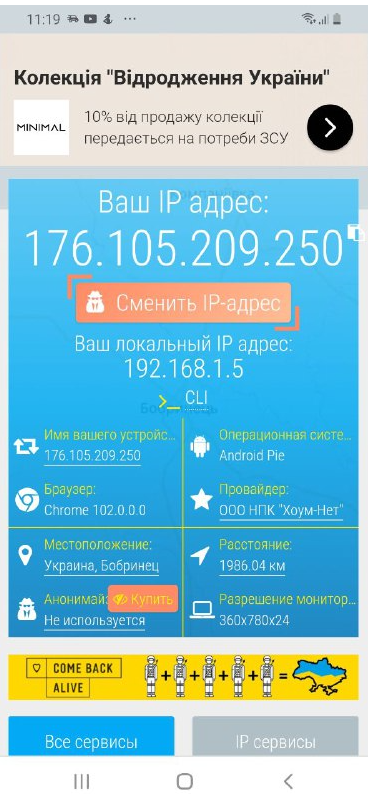 11:19
Колекція "Відродження України"
MINIMAL
10% від продажу колекції
передається на потреби ЗСУ
Ваш IP адрес:
176.105.209.250
Сменить IP-адрес
Ваш локальный IP адрес:
192.168.1.5
>_ CLI
Имя вашего устройс...
176.105.209.250
Операционная систе...
Android Pie
Браузер:
Chrome 102.0.0.0
Провайдер:
ООО НПК "Хоум-Нет"
Местоположение:
Украина, Бобринец
Расстояние:
1986.04 км
Анонимай
Купить
Не используется
Разрешение монитор...
360x780x24
COME BACK
ALIVE
+ + + + =
Все сервисы
IP сервисы